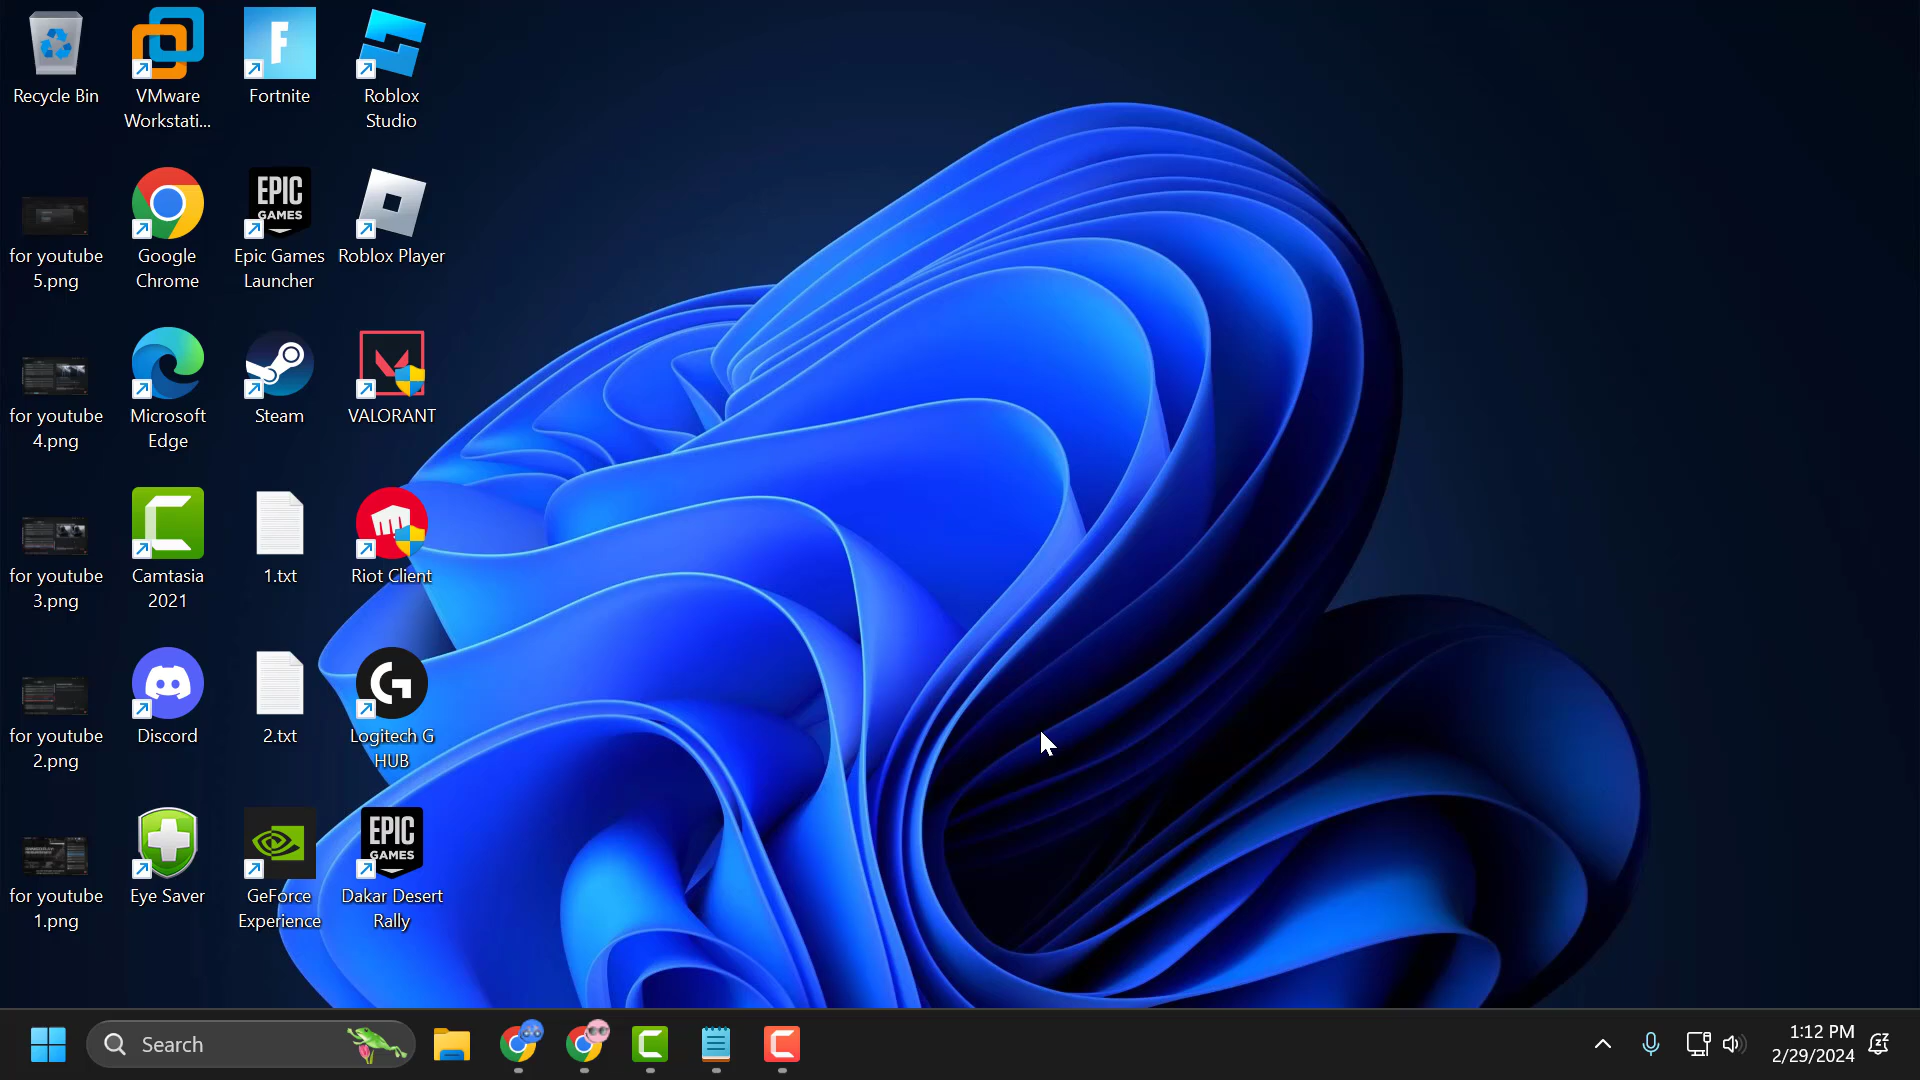 Recycle Bin
VMware
Workstati...
Fortnite
Roblox
Studio
for youtube
5.png
Google
Chrome
EPIC
GAMES
Epic Games
Launcher
Roblox Player
for youtube
4.png
Microsoft
Edge
Steam
VALORANT
for youtube
3.png
Camtasia
2021
1.txt
Riot Client
for youtube
2.png
Discord
2.txt
Logitech G
HUB
for youtube
1.png
Eye Saver
GeForce
Experience
EPIC
GAMES
Dakar Desert
Rally
Search
1:12 PM
2/29/2024